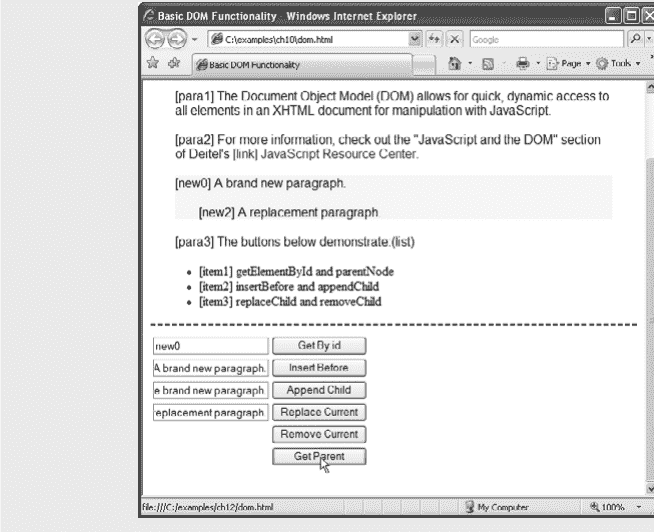 Basic DOM Functionality - Windows Internet Explorer
C:\examples\ch10\dom.html
Google
Basic DOM Functionality
Page
Tools
[para1] The Document Object Model (DOM) allows for quick, dynamic access to
all elements in an XHTML document for manipulation with JavaScript.
[para2] For more information, check out the "JavaScript and the DOM" section
of Deitel's [link] JavaScript Resource Center.
[new0] A brand new paragraph.
[new2] A replacement paragraph
[para3] The buttons below demonstrate.(list)
[item1] getElementById and parentNode
[item2] insertBefore and appendChild
[item3] replaceChild and removeChild
new0 Get By id
A brand new paragraph. Insert Before
e brand new paragraph. Append Child
replacement paragraph. Replace Current
Remove Current
Get Parent
file:///C:/examples/ch12/dom.html
My Computer
100%